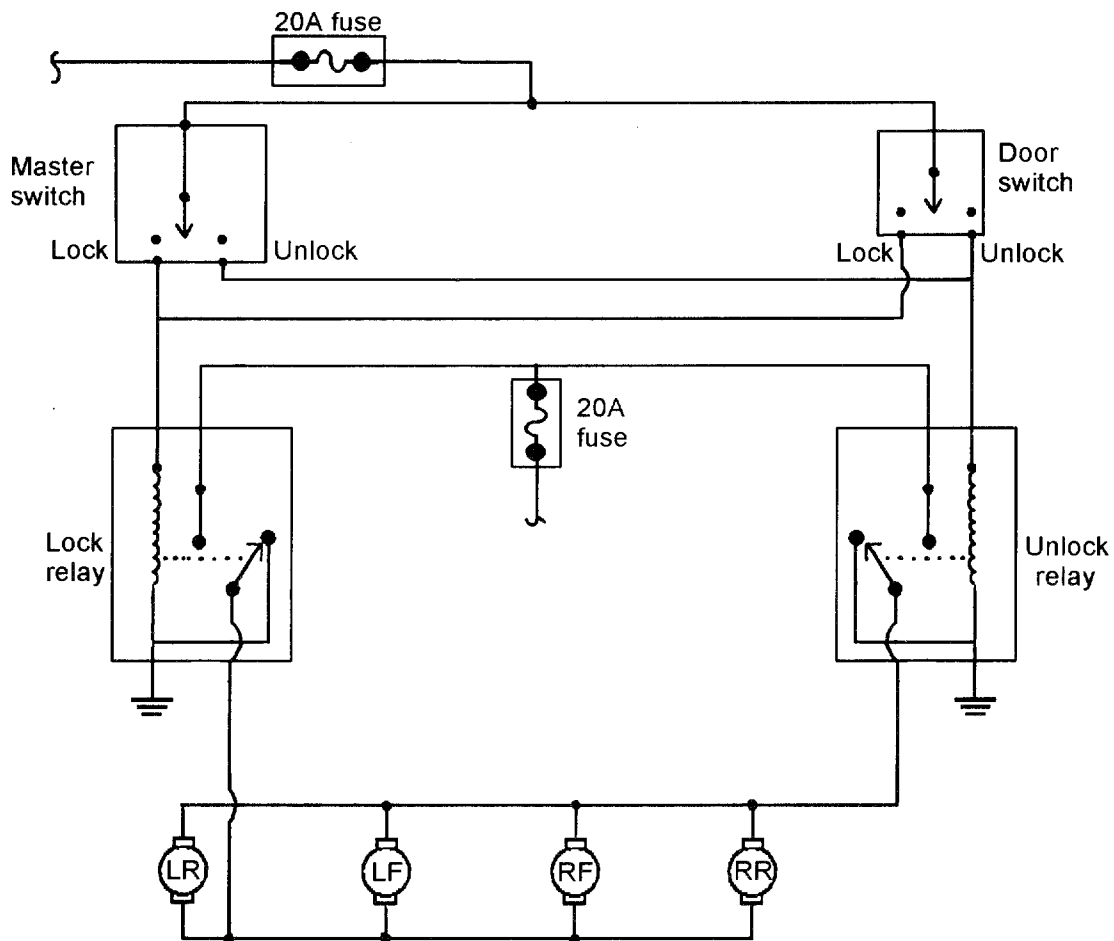 20A fuse
Master
switch
Lock
Unlock
Door
switch
Lock
Unlock
20A
fuse
Lock
relay
Unlock
relay
LR
LF
RF
RR